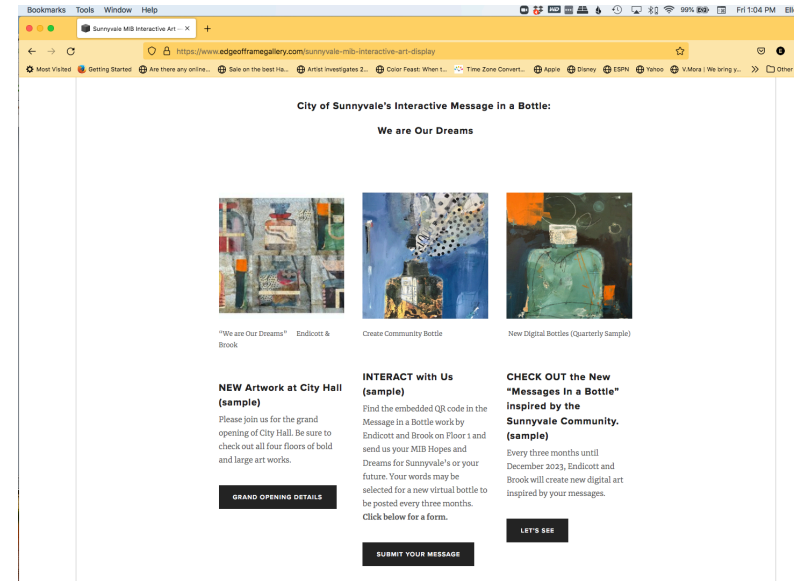 Bookmarks Tools Window Help
99% Fri 1:04 PM
Sunnyvale MIB Interactive Art —
https://www.edgeofframegallery.com/sunnyvale-mib-interactive-art-display
Most Visited Getting Started Are there any online... Sale on the best Ha... Artist investigates 2... Color Feast: When t... Time Zone Convert... Apple Disney ESPN Yahoo V.Mora | We bring y... Other
City of Sunnyvale's Interactive Message in a Bottle:
We are Our Dreams
"We are Our Dreams" Endicott &
Brook
NEW Artwork at City Hall
(sample)
Please join us for the grand
opening of City Hall. Be sure to
check out all four floors of bold
and large art works.
GRAND OPENING DETAILS
Create Community Bottle
INTERACT with Us
(sample)
Find the embedded QR code in the
Message in a Bottle work by
Endicott and Brook on Floor 1 and
send us your MIB Hopes and
Dreams for Sunnyvale's or your
future. Your words may be
selected for a new virtual bottle to
be posted every three months.
Click below for a form.
SUBMIT YOUR MESSAGE
New Digital Bottles (Quarterly Sample)
CHECK OUT the New
"Messages In a Bottle"
inspired by the
Sunnyvale Community.
(sample)
Every three months until
December 2023, Endicott and
Brook will create new digital art
inspired by your messages.
LET'S SEE